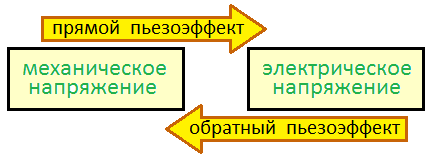 прямой пьезоэффект
механическое
напряжение
электрическое
напряжение
обратный пьезоэффект